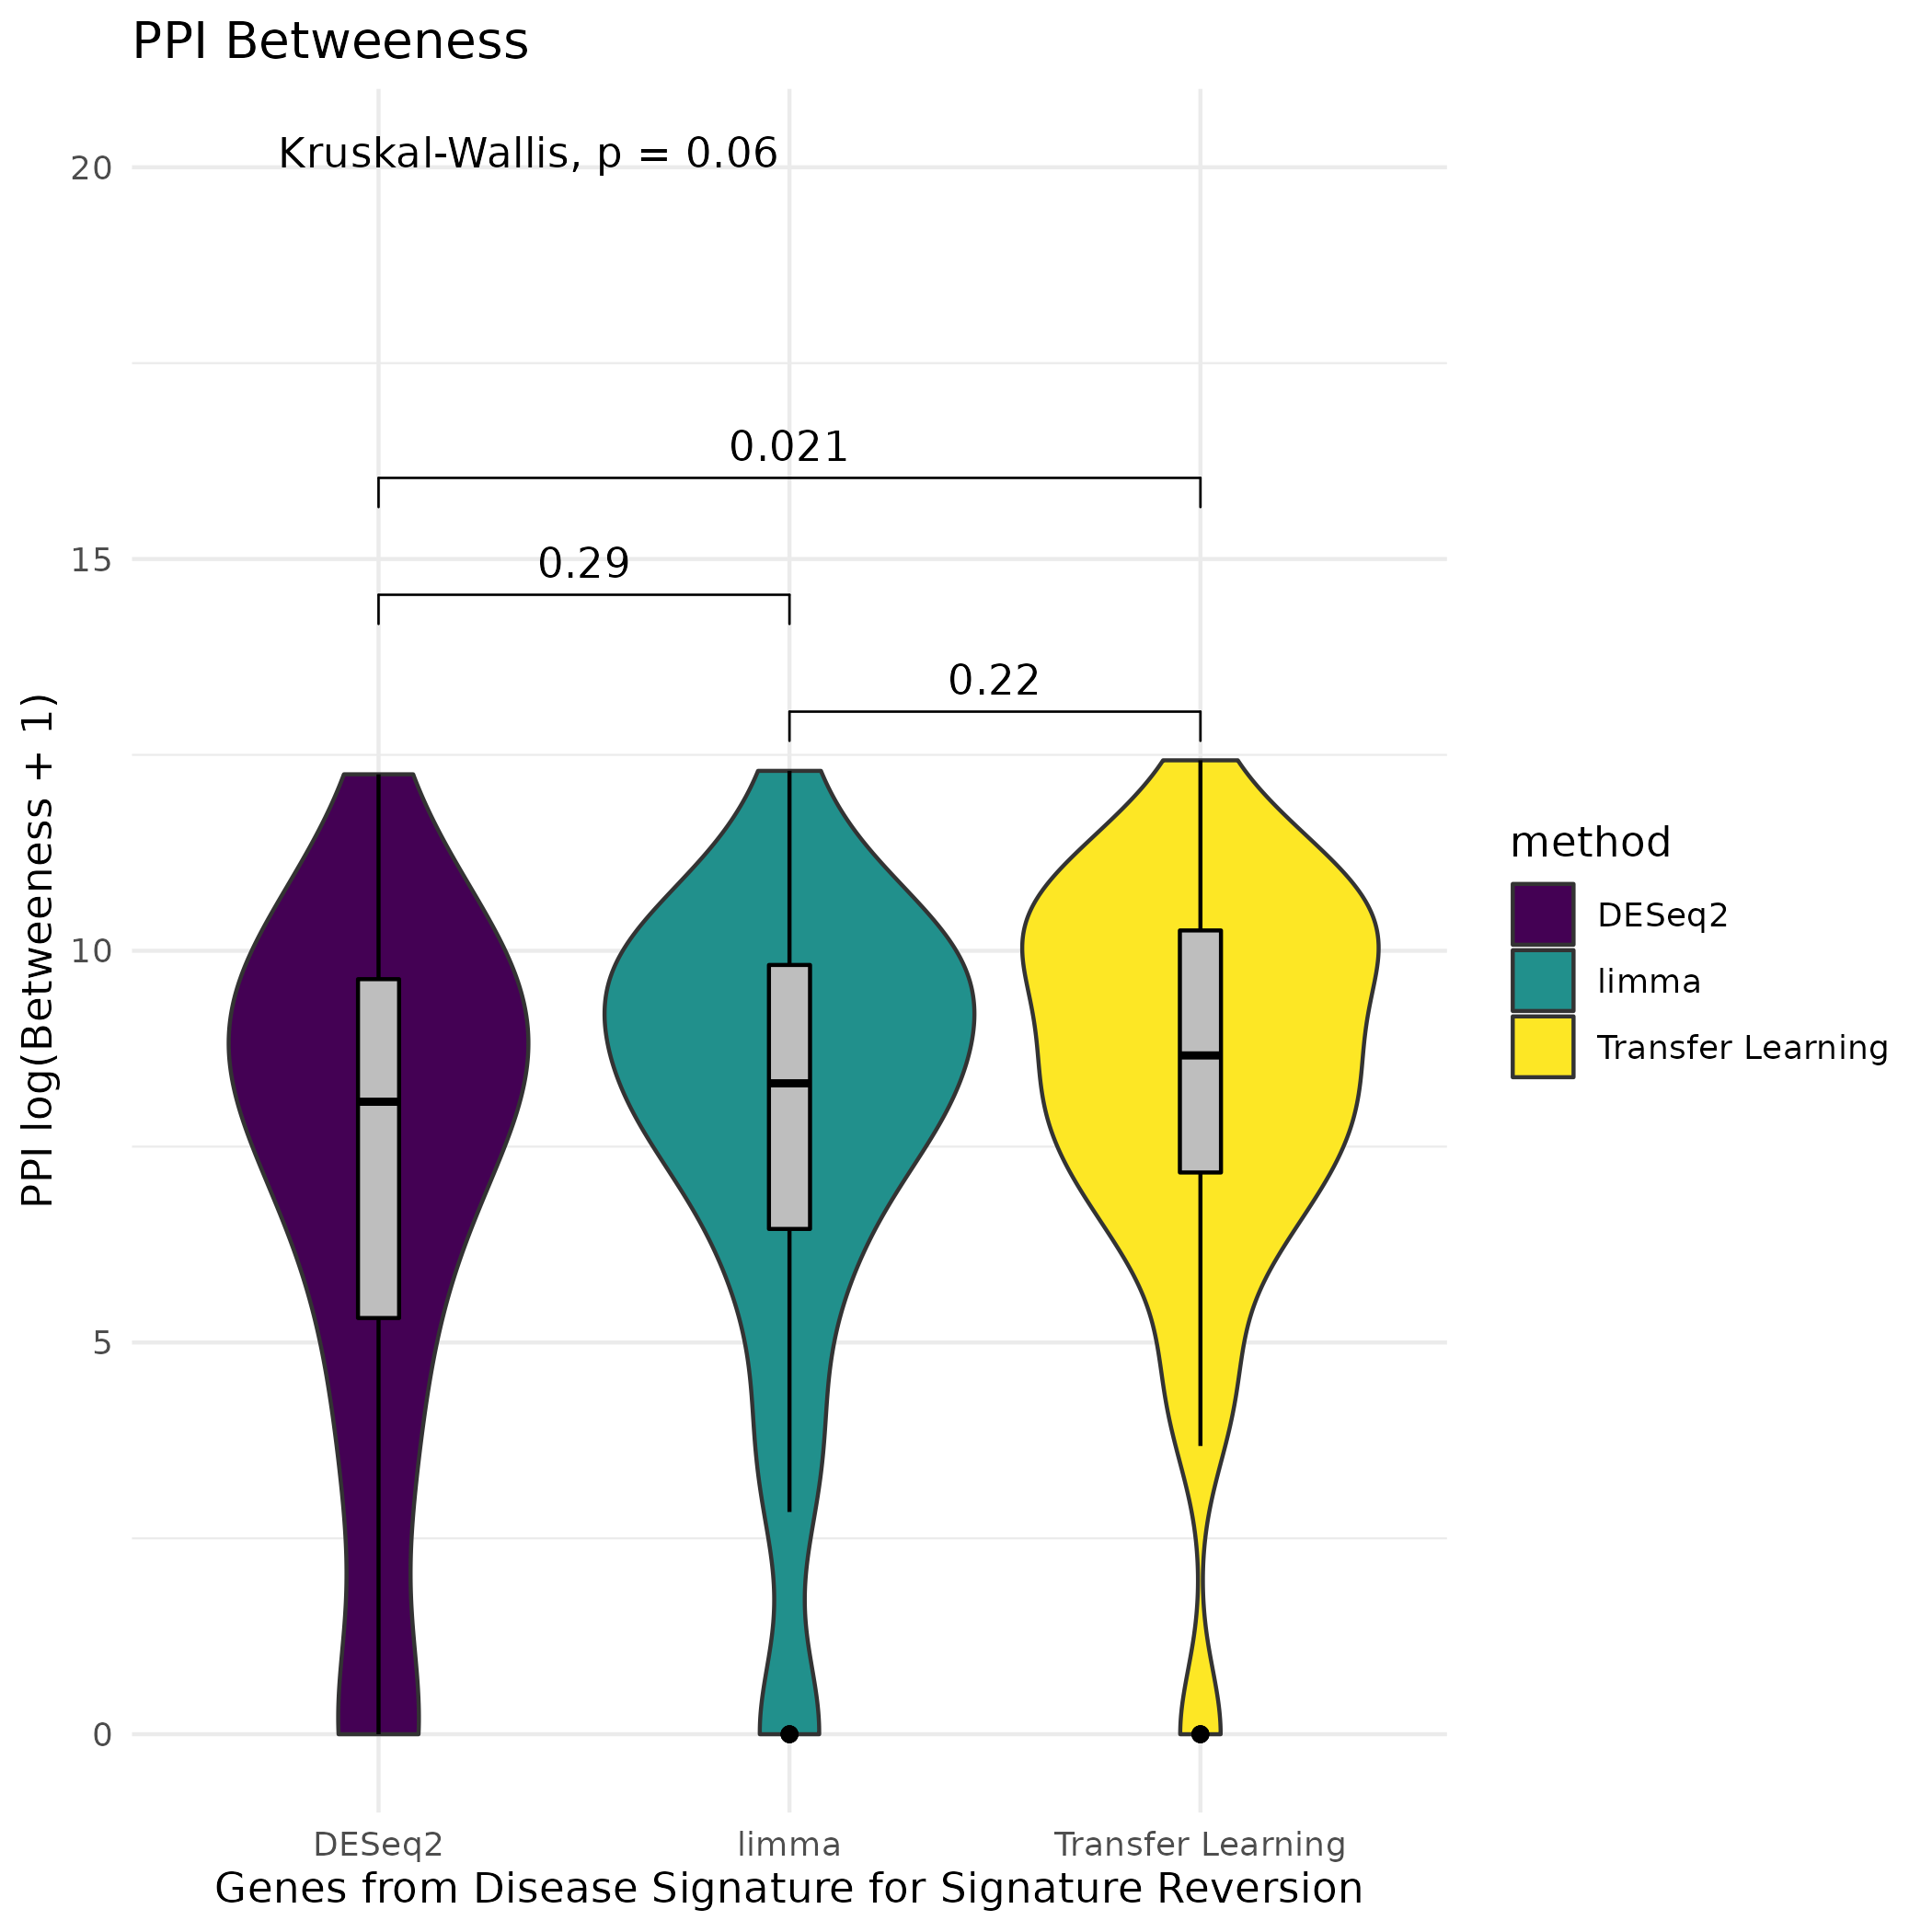 PPI Betweeness
Kruskal-Wallis, p = 0.06
20
0.021
15
0.29
0.22
10
5
0
PPI log(Betweeness + 1)
method
DESeq2
limma
Transfer Learning
DESeq2
limma
Transfer Learning
Genes from Disease Signature for Signature Reversion